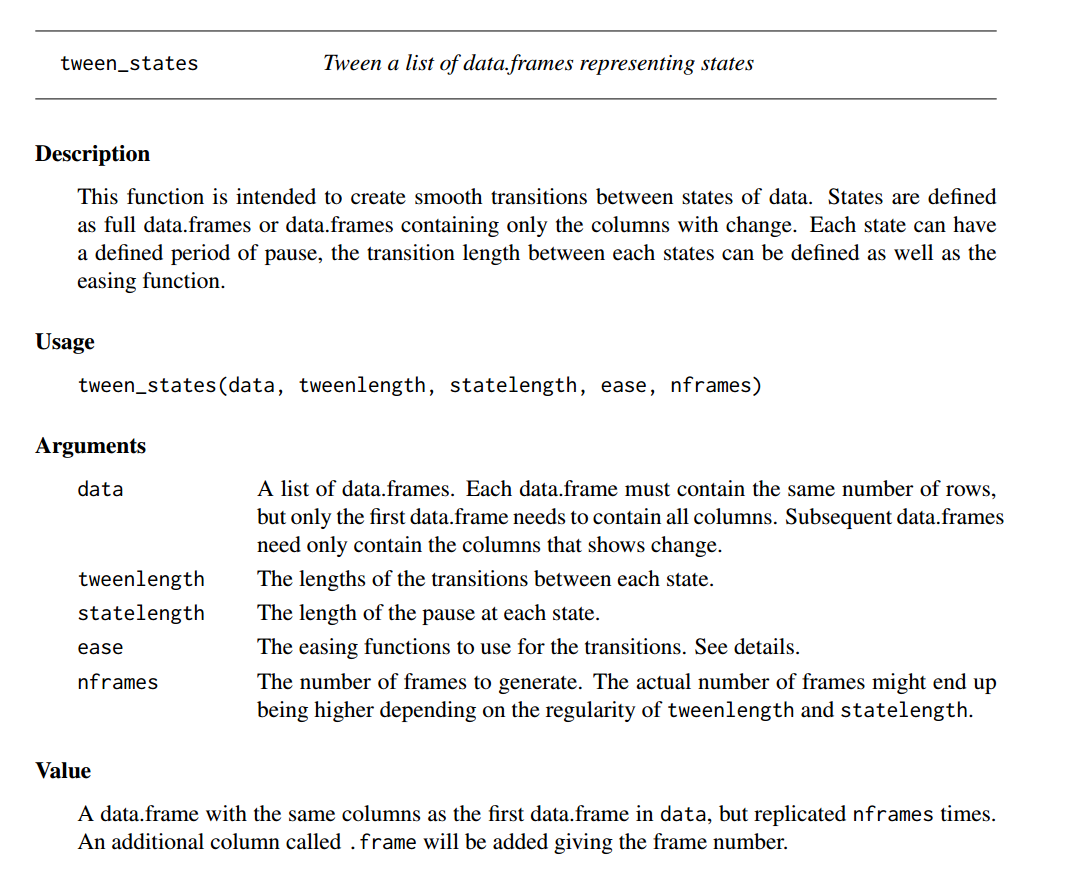 tween_states Tween a list of data.frames representing states
Description
This function is intended to create smooth transitions between states of data. States are defined
as full data.frames or data.frames containing only the columns with change. Each state can have
a defined period of pause, the transition length between each states can be defined as well as the
easing function.
Usage
tween_states(data, tweenlength, statelength, ease, nframes)
Arguments
data A list of data.frames. Each data.frame must contain the same number of rows,
but only the first data.frame needs to contain all columns. Subsequent data.frames
need only contain the columns that shows change.
tweenlength The lengths of the transitions between each state.
statelength The length of the pause at each state.
ease The easing functions to use for the transitions. See details.
nframes The number of frames to generate. The actual number of frames might end up
being higher depending on the regularity of tweenlength and statelength.
Value
A data.frame with the same columns as the first data.frame in data, but replicated nframes times.
An additional column called .frame will be added giving the frame number.